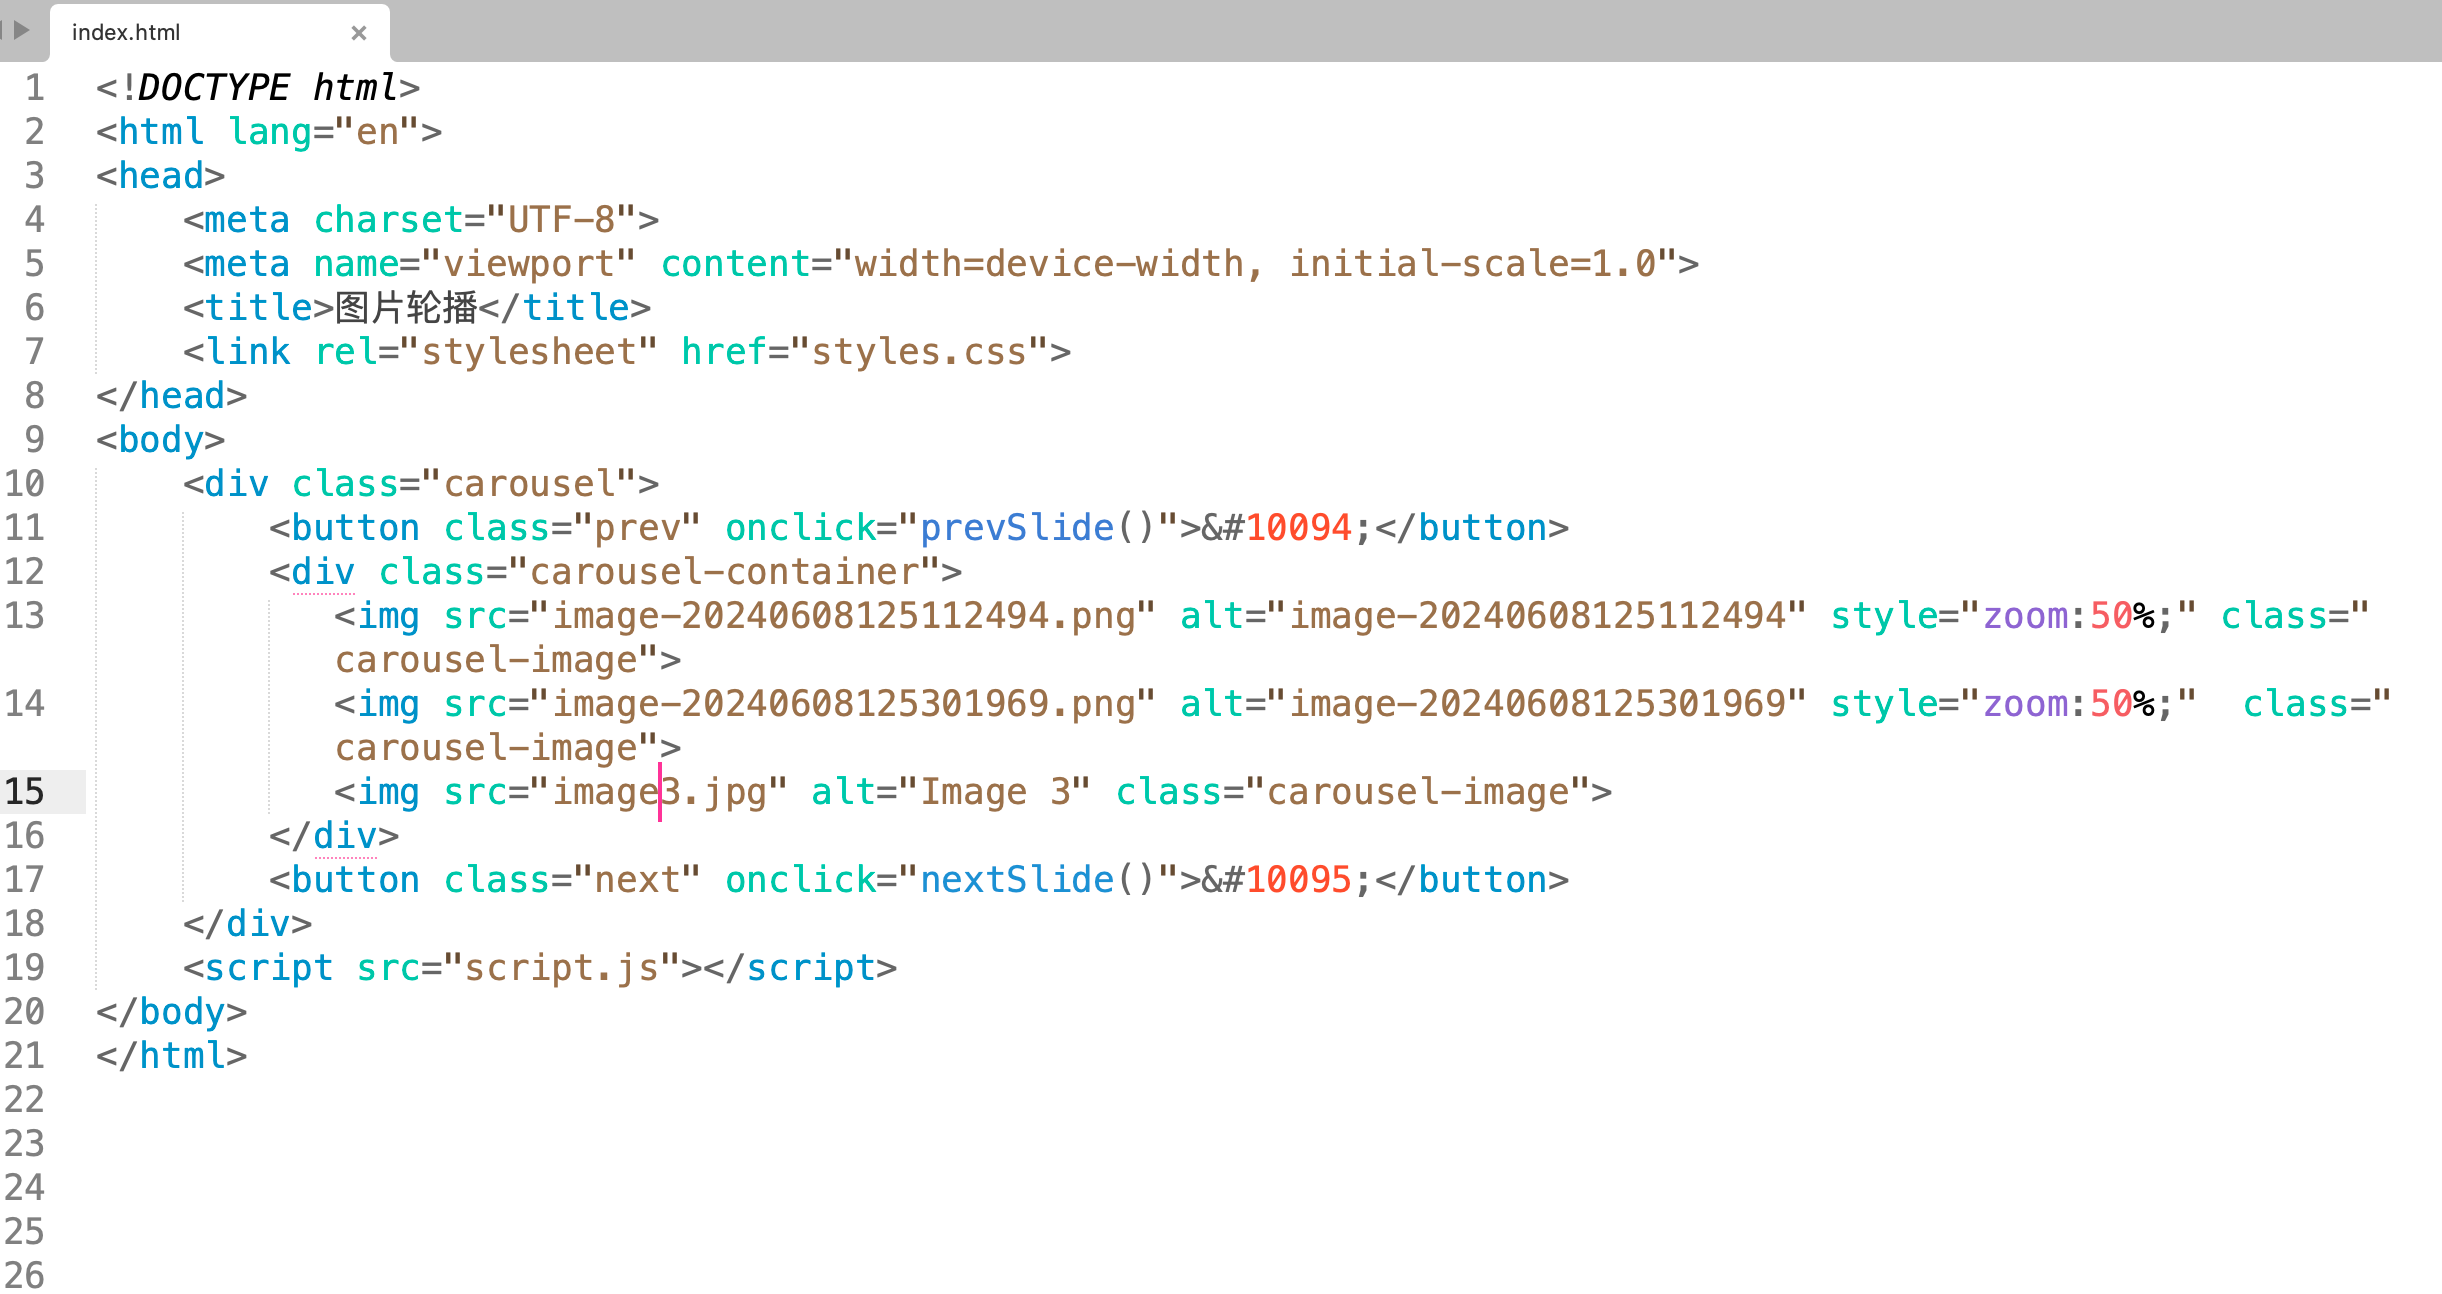 index.html ×
1 <!DOCTYPE html>
2 <html lang="en">
3 <head>
4     <meta charset="UTF-8">
5     <meta name="viewport" content="width=device-width, initial-scale=1.0">
6     <title>图片轮播</title>
7     <link rel="stylesheet" href="styles.css">
8 </head>
9 <body>
10     <div class="carousel">
11         <button class="prev" onclick="prevSlide()">&#10094;</button>
12         <div class="carousel-container">
13            <img src="image-20240608125112494.png" alt="image-20240608125112494" style="zoom:50%;" class="
carousel-image">
14            <img src="image-20240608125301969.png" alt="image-20240608125301969" style="zoom:50%;"  class="
carousel-image">
15            <img src="image3.jpg" alt="Image 3" class="carousel-image">
16         </div>
17         <button class="next" onclick="nextSlide()">&#10095;</button>
18     </div>
19     <script src="script.js"></script>
20 </body>
21 </html>
22
23
24
25
26